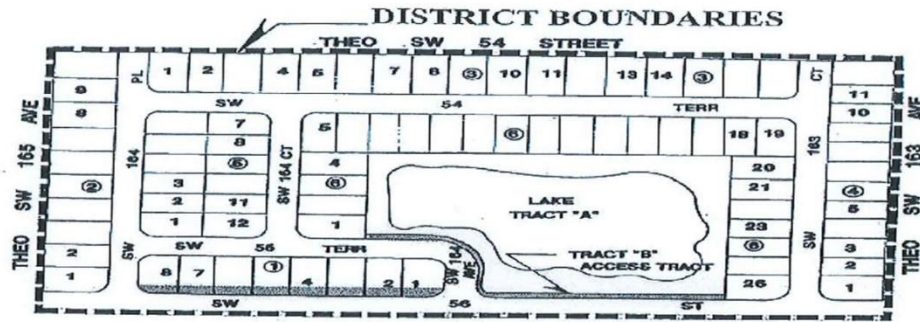 DISTRICT BOUNDARIES
THEO SW 54 STREET
PL 1 2 4 5 7 8 ③ 10 11 13 14 ③ CT
9 SW 54 TERR 11
8 10
7 5 ⑥ 18 19
8
THEO SW 165 AVE
164
⑤
SW 164 CT
4
20
163
THEO SW 163 AVE
② 3 ⑥ LAKE 21 ④
2 11 TRACT "A" 5
1 12 1 23
2 SW 56 TERR SW 164 AVE TRACT "B" ⑥ 3
SW ACCESS TRACT SW 2
1 8 7 ① 4 2 1 26 1
SW 56 ST